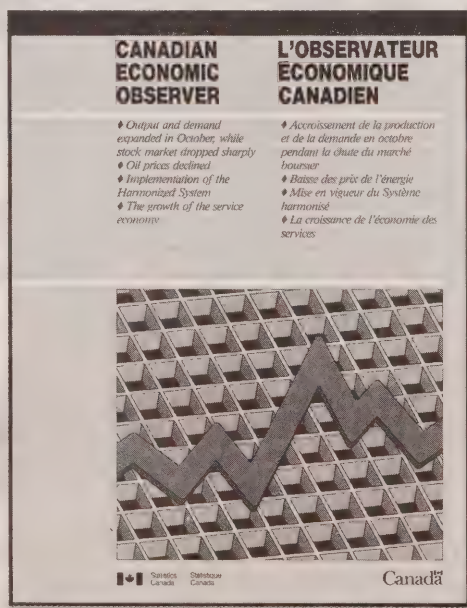 CANADIAN
ECONOMIC
OBSERVER
♦ Output and demand
expanded in October, while
stock market dropped sharply
♦ Oil prices declined
♦ Implementation of the
Harmonized System
♦ The growth of the service
economy
L'OBSERVATEUR
ÉCONOMIQUE
CANADIEN
♦ Accroissement de la production
et de la demande en octobre
pendant la chute du marché
boursier
♦ Baisse des prix de l'énergie
♦ Mise en vigueur du Système
harmonisé
♦ La croissance de l'économie des
services
Statistics
Canada
Statistique
Canada
Canada